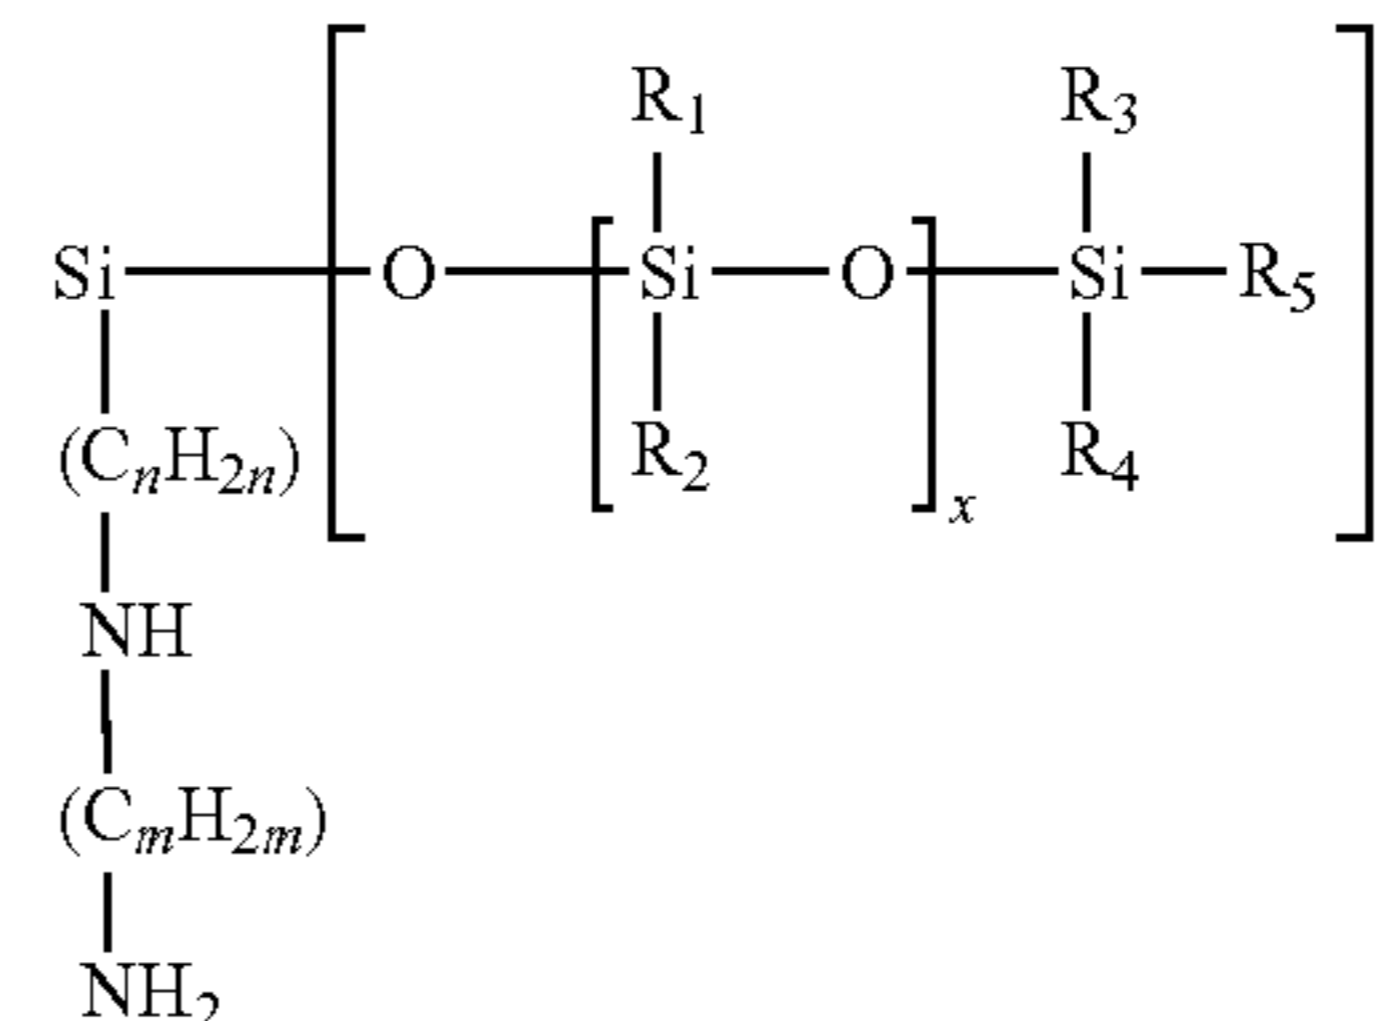 R₁ R₃
Si O Si O Si R₅
(CₙH₂ₙ) R₂ R₄
x
NH
(CₘH₂ₘ)
NH₂